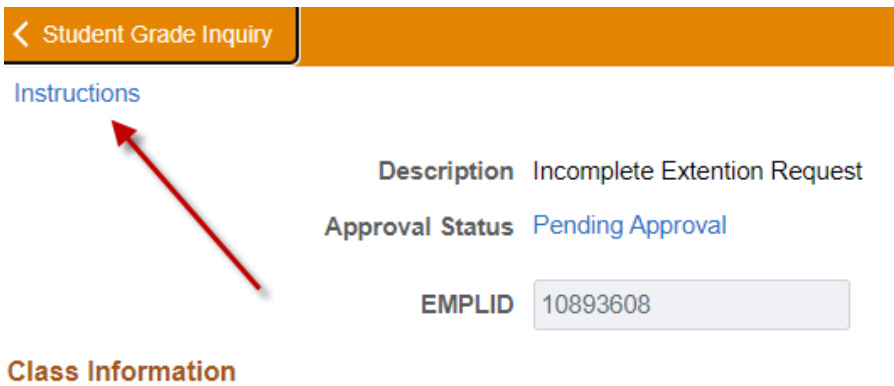 Student Grade Inquiry
Instructions
Description Incomplete Extention Request
Approval Status Pending Approval
EMPLID 10893608
Class Information